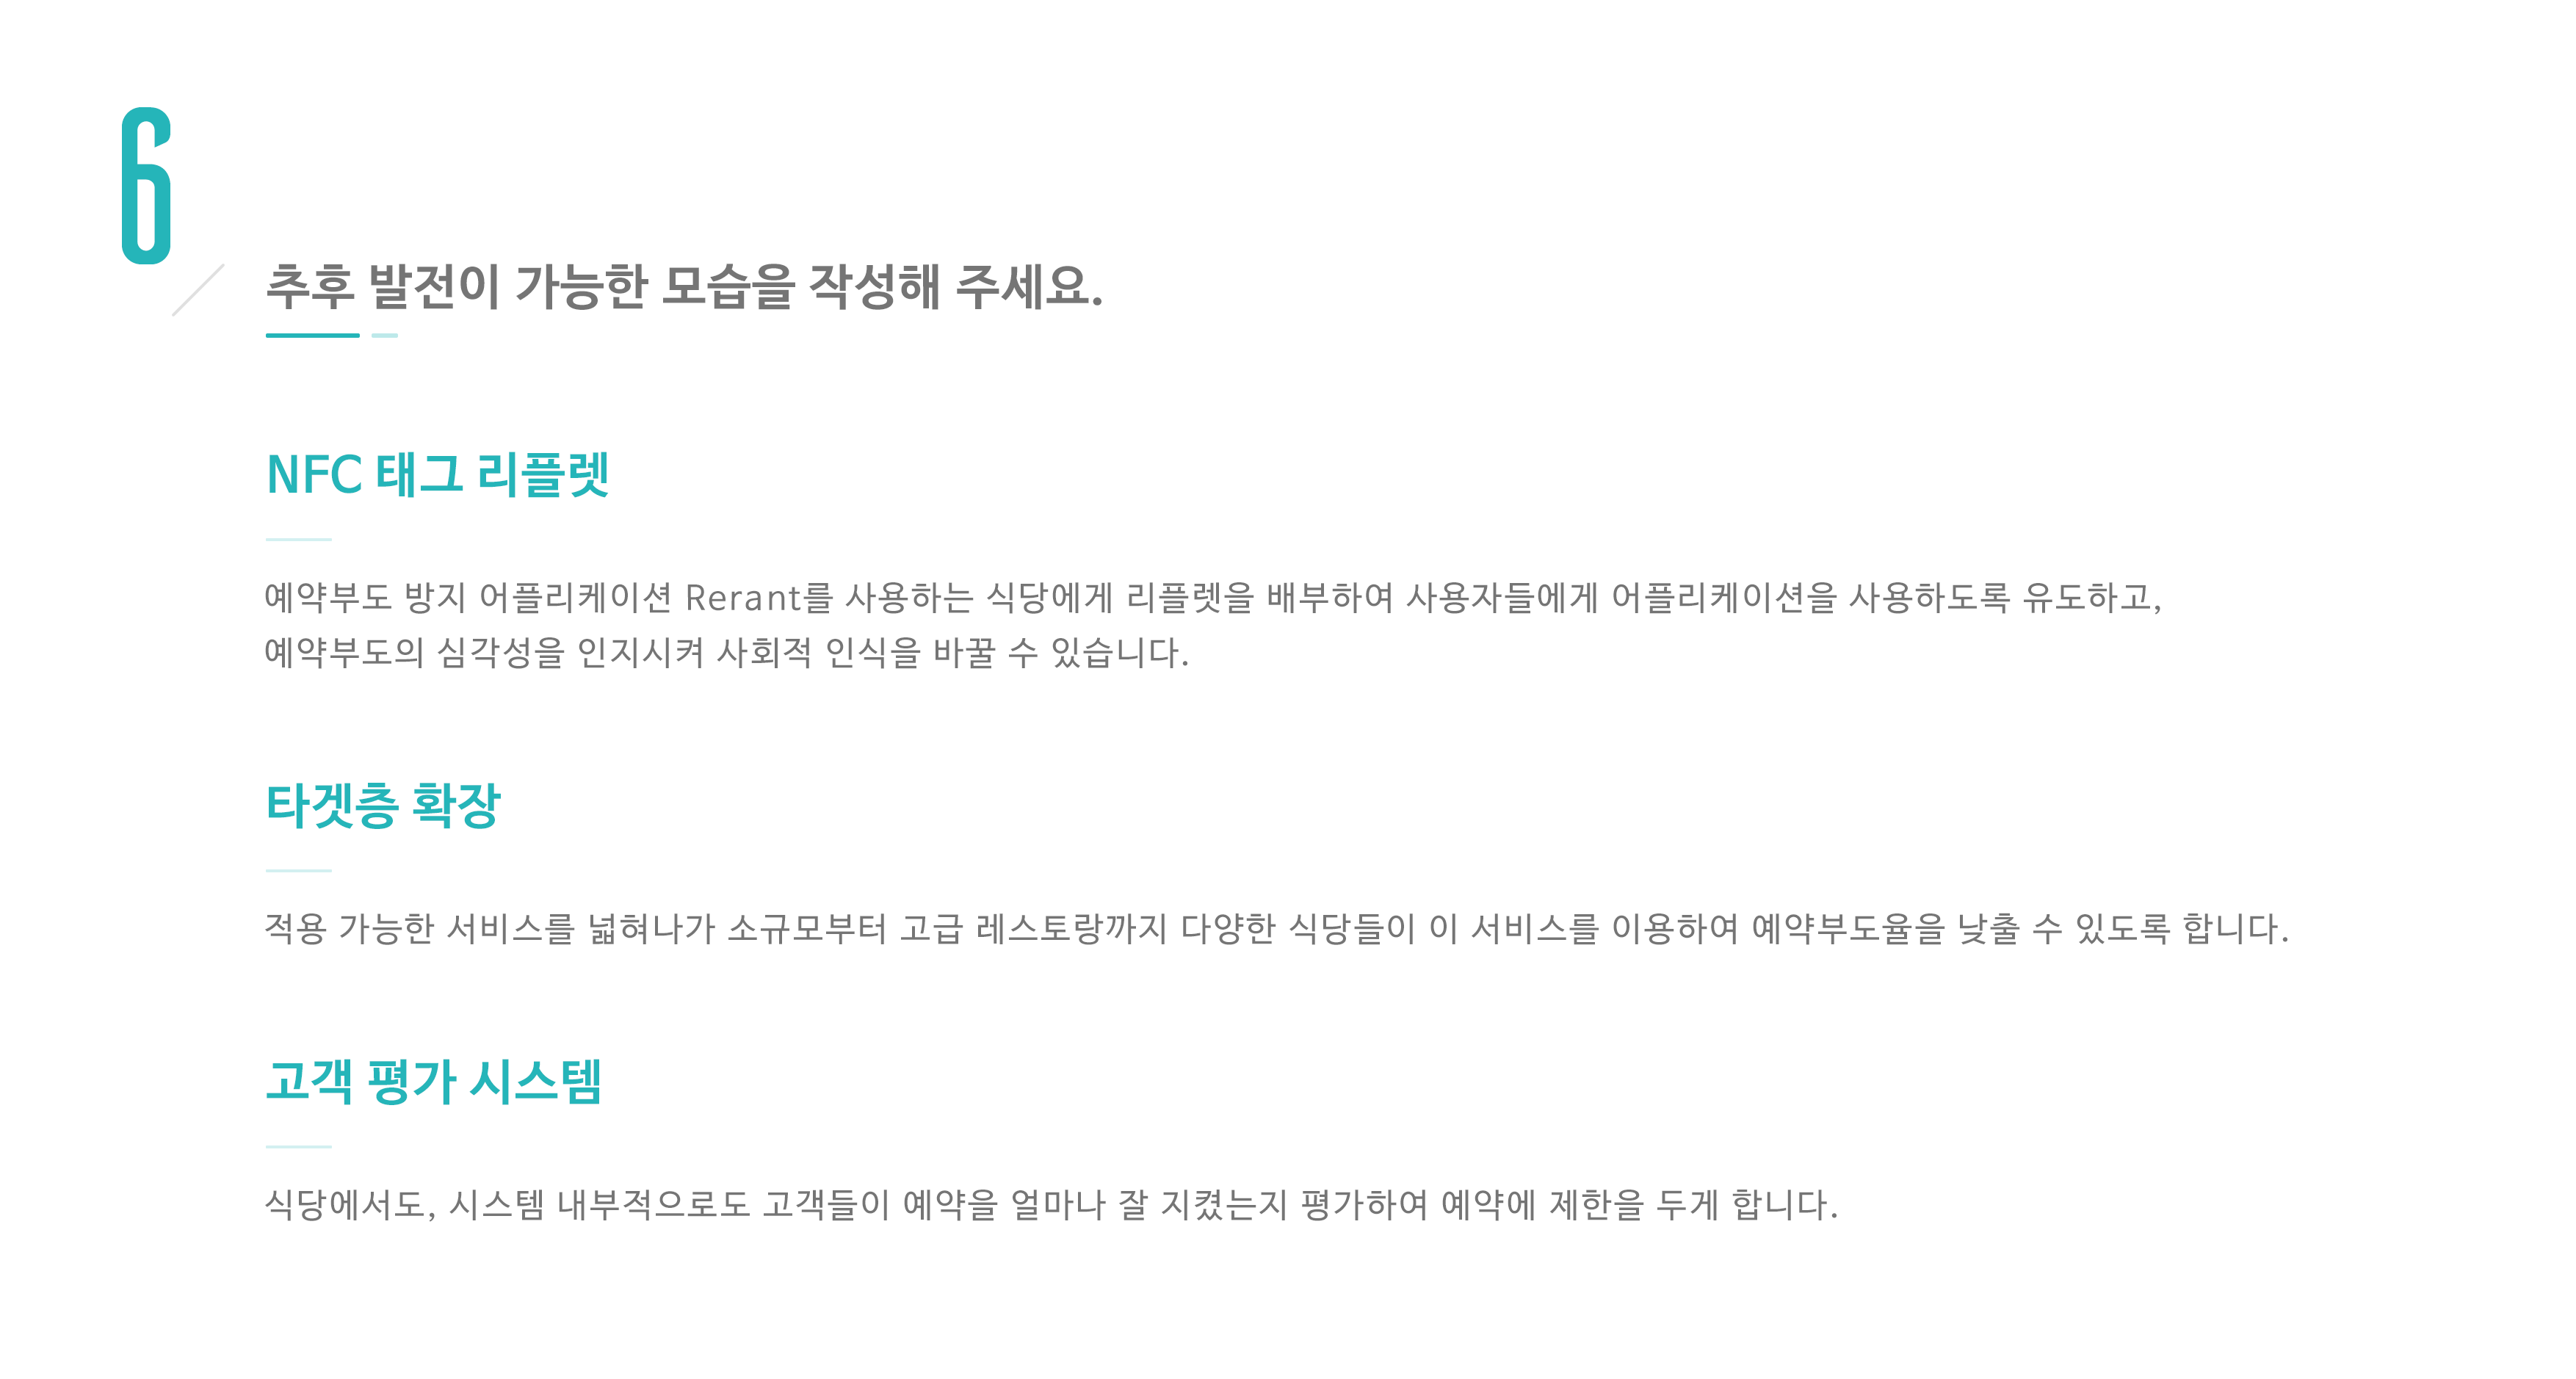 6
추후 발전이 가능한 모습을 작성해 주세요.
NFC 태그 리플렛
예약부도 방지 어플리케이션 Rerant를 사용하는 식당에게 리플렛을 배부하여 사용자들에게 어플리케이션을 사용하도록 유도하고,
예약부도의 심각성을 인지시켜 사회적 인식을 바꿀 수 있습니다.
타겟층 확장
적용 가능한 서비스를 넓혀나가 소규모부터 고급 레스토랑까지 다양한 식당들이 이 서비스를 이용하여 예약부도율을 낮출 수 있도록 합니다.
고객 평가 시스템
식당에서도, 시스템 내부적으로도 고객들이 예약을 얼마나 잘 지켰는지 평가하여 예약에 제한을 두게 합니다.